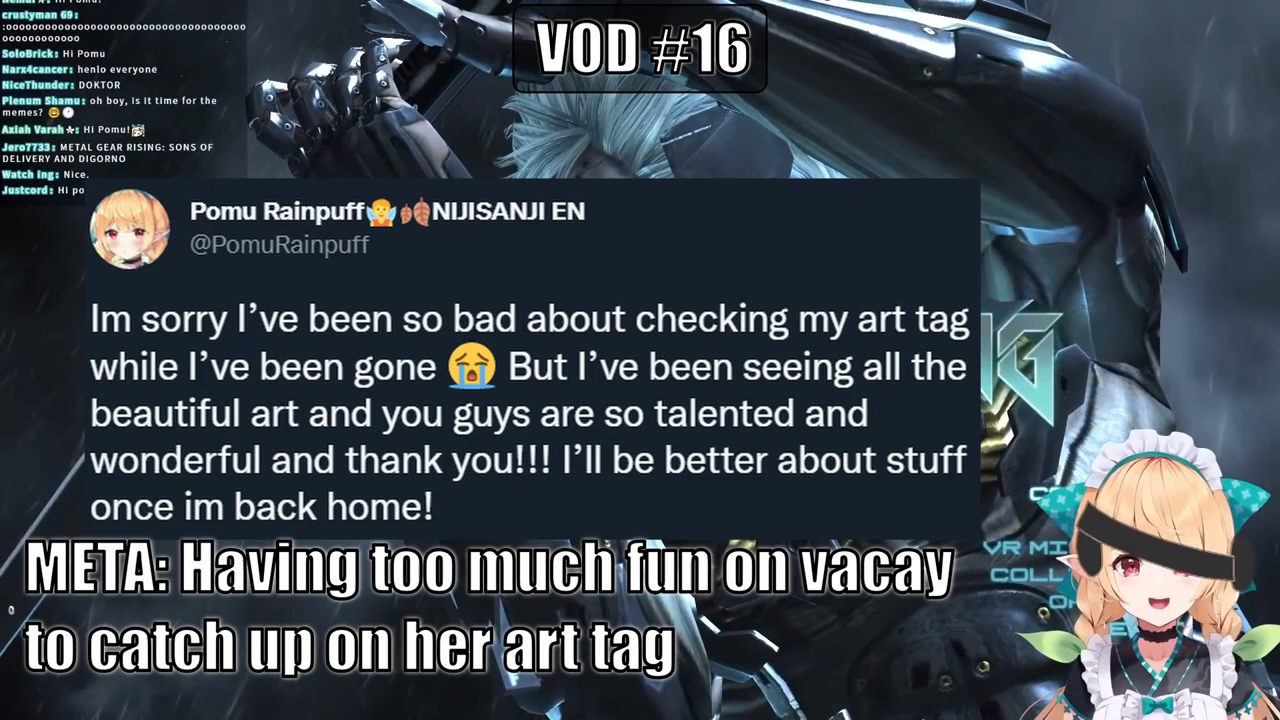 crustyman 69:
:oooooooooooooooooooooooooooooooooooo
oooooooooooo
SoloBrick: Hi Pomu
Narx4cancer: henlo everyone
NiceThunder: DOKTOR
Plenum Shamu: oh boy, is it time for the
memes? 🤓🕐
Axiah Varah★: Hi Pomu!
Jero7733: METAL GEAR RISING: SONS OF
DELIVERY AND DIGORNO
Watch Ing: Nice.
Justcord: Hi po
VOD #16
Pomu Rainpuff🧚🍂NIJISANJI EN
@PomuRainpuff
Im sorry I’ve been so bad about checking my art tag
while I’ve been gone 😭 But I’ve been seeing all the
beautiful art and you guys are so talented and
wonderful and thank you!!! I’ll be better about stuff
once im back home!
VR MI
COLL
META: Having too much fun on vacay
to catch up on her art tag